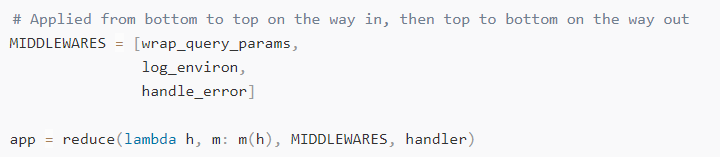 # Applied from bottom to top on the way in, then top to bottom on the way out
MIDDLEWARES = [wrap_query_params,
               log_environ,
               handle_error]

app = reduce(lambda h, m: m(h), MIDDLEWARES, handler)